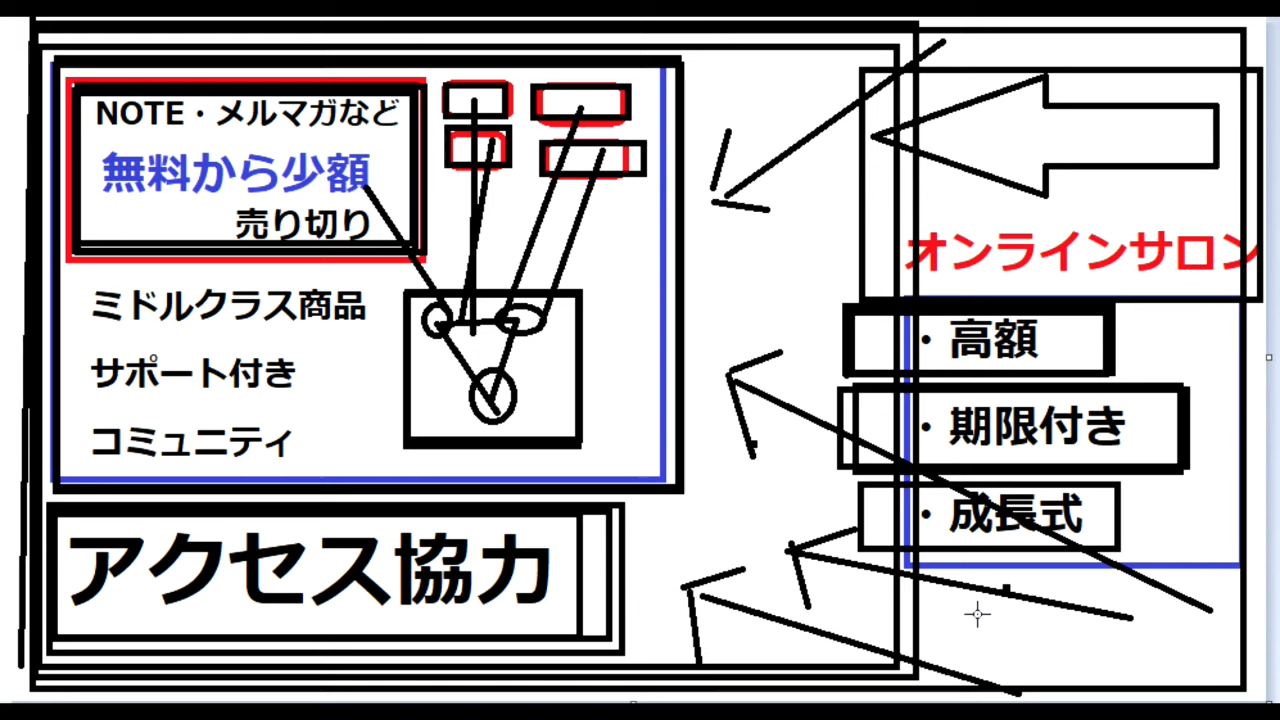 NOTE・メルマガなど
無料から少額
売り切り
ミドルクラス商品
サポート付き
コミュニティ
アクセス協力
オンラインサロン
・高額
・期限付き
・成長式